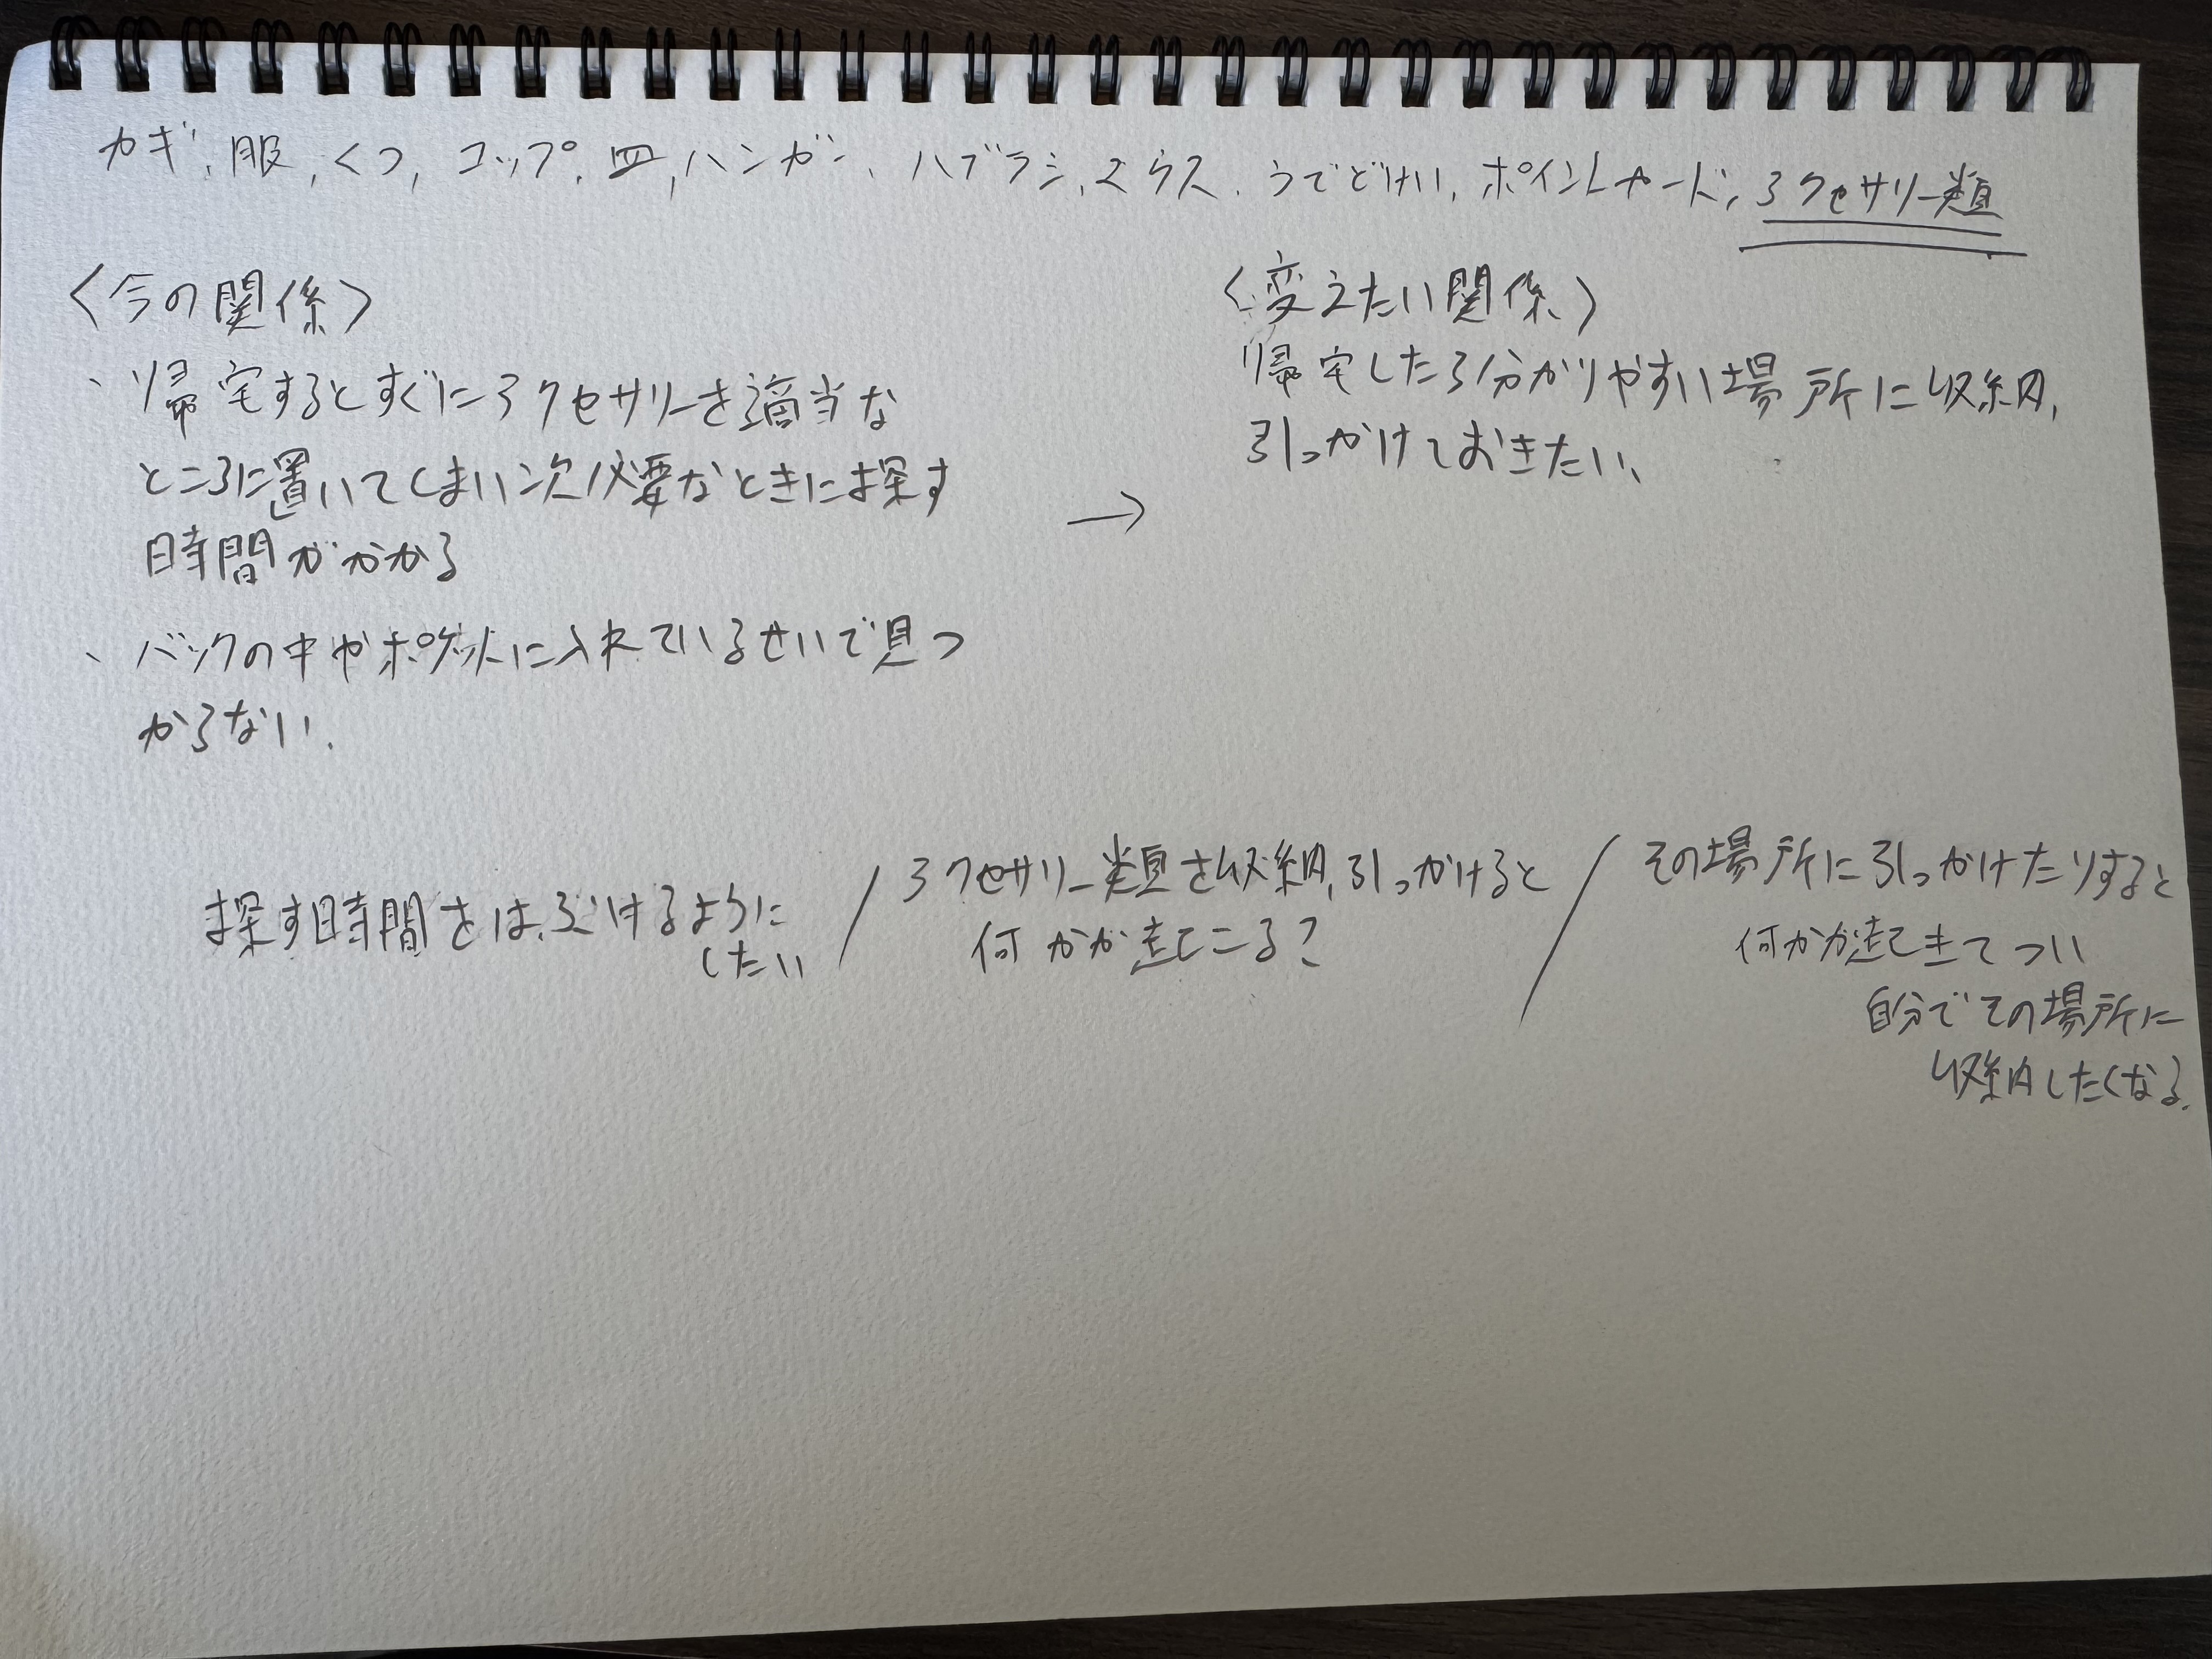 カギ, 服, くつ, コップ, 皿, ハンガー, ハブラシ, マウス, うでどけい, ポイントカード, アクセサリー類
〈今の関係〉
・帰宅するとすぐにアクセサリーを適当な
ところに置いてしまい次必要なときに探す
時間がかかる
・バックの中やポケットに入れているせいで見つ
からない.
→
〈変えたい関係〉
帰宅したら分かりやすい場所に収納,
引っかけておきたい、
探す時間をはぶけるように
したい
/
アクセサリー類を収納,引っかけると
何かが起こる?
/
その場所に引っかけたりすると
何かが起きてつい
自分でその場所に
収納したくなる.